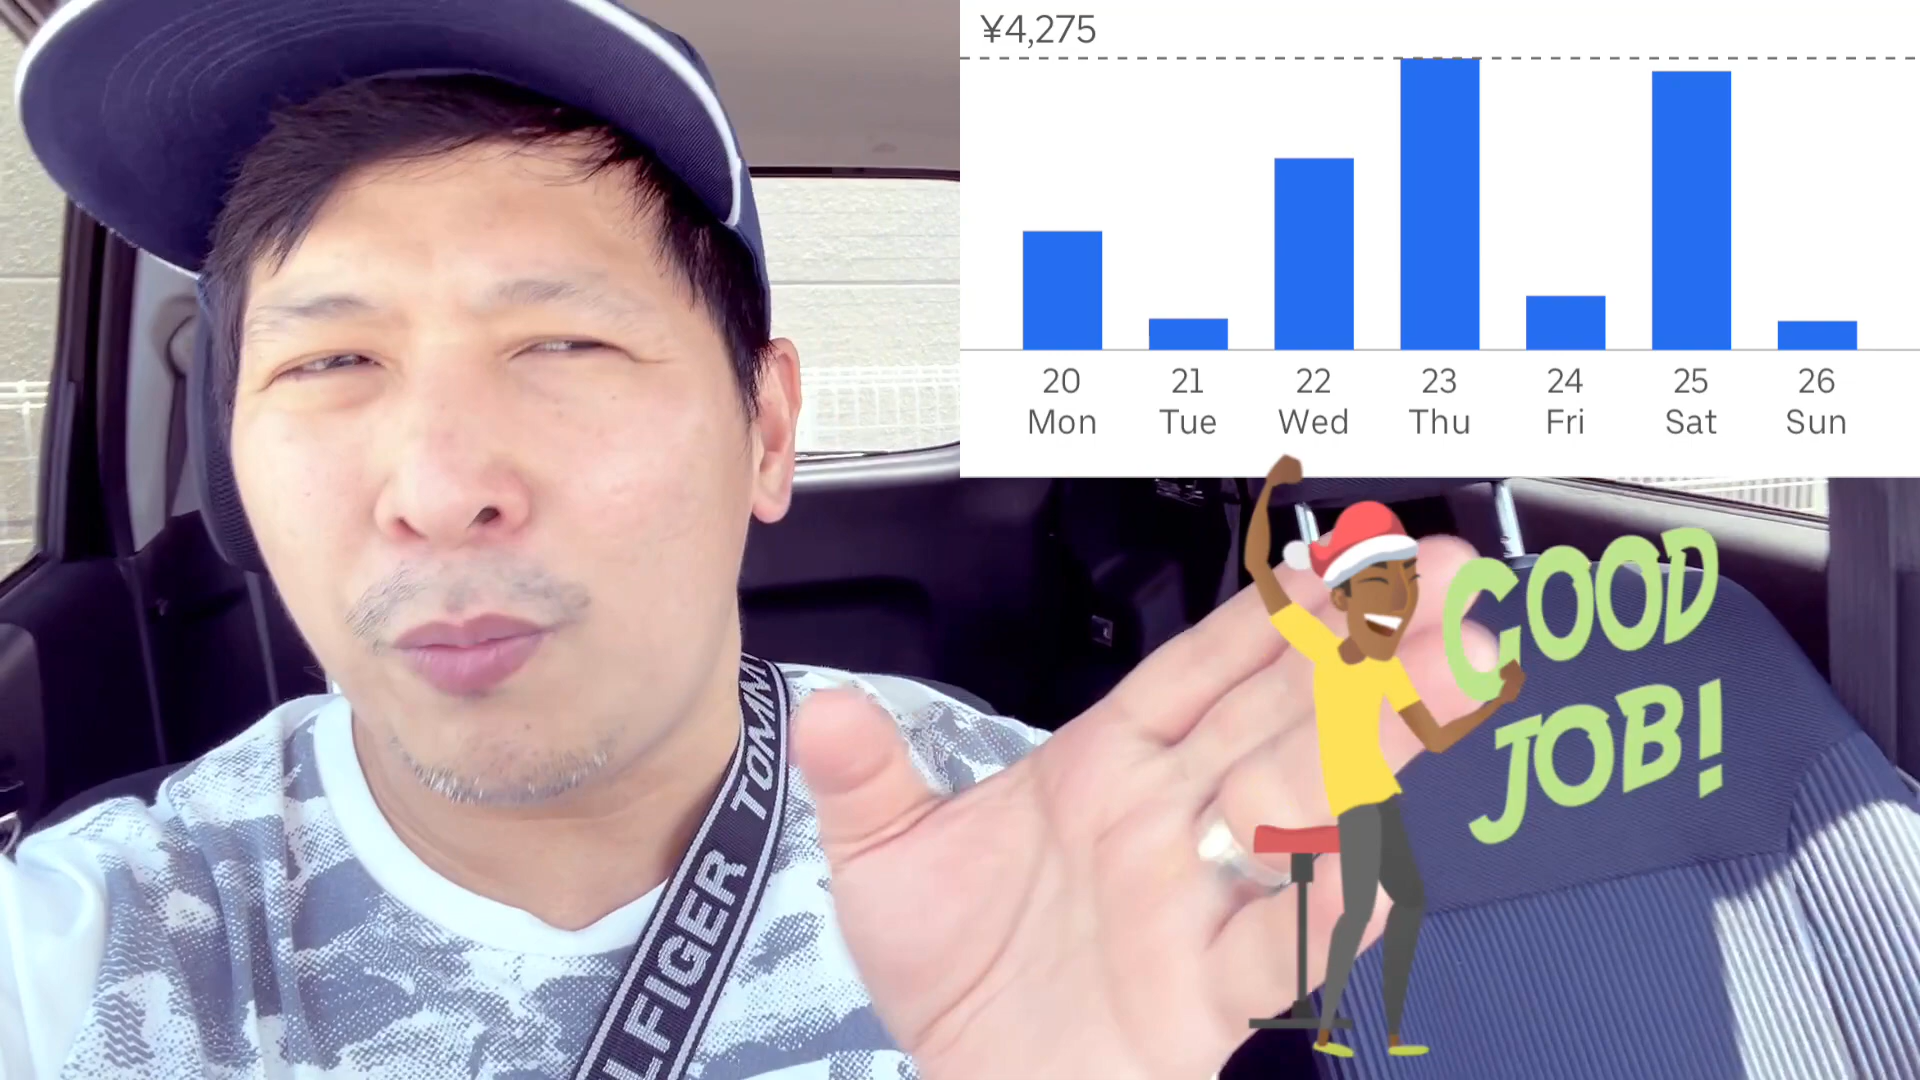 ¥4,275
20 21 22 23 24 25 26
Mon Tue Wed Thu Fri Sat Sun
GOOD
JOB!
TOMM
LFIGER